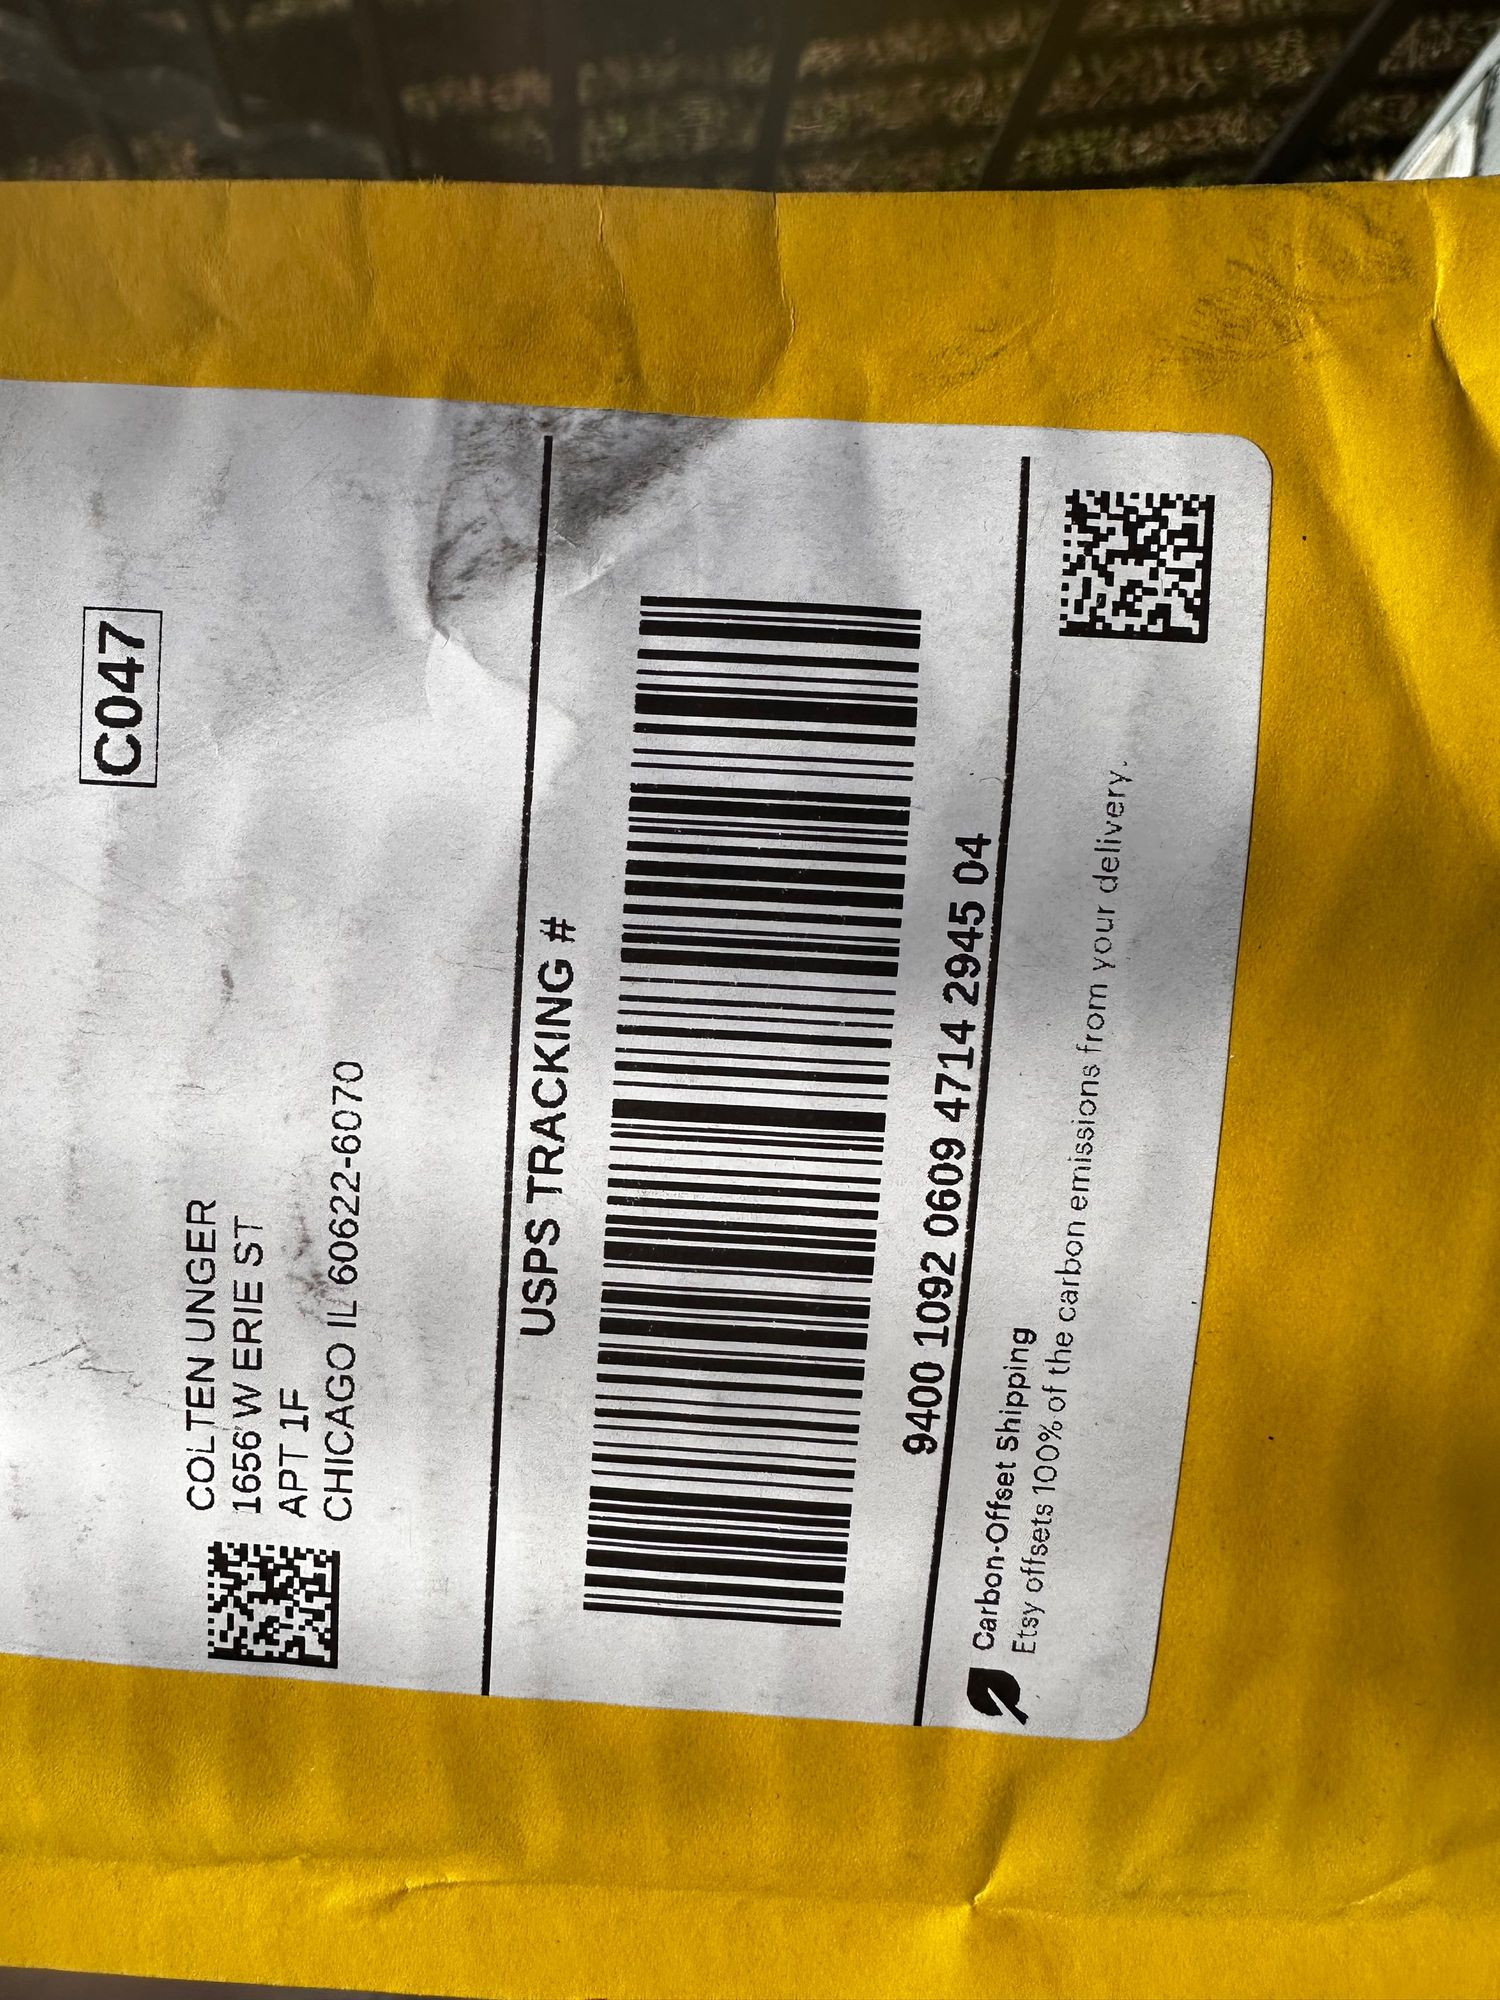 C047
COLTEN UNGER
1656 W ERIE ST
APT 1F
CHICAGO IL 60622-6070
USPS TRACKING #
9400 1092 0609 4714 2945 04
Carbon-Offset Shipping
Etsy offsets 100% of the carbon emissions from your delivery.